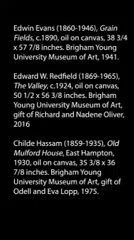 Edwin Evans (1860-1946), Grain
Fields, c.1890, oil on canvas, 38 3/4
x 57 7/8 inches. Brigham Young
University Museum of Art, 1941.
Edward W. Redfield (1869-1965),
The Valley, c.1924, oil on canvas,
50 1/2 x 56 3/8 inches. Brigham
Young University Museum of Art,
gift of Richard and Nadene Oliver,
2016
Childe Hassam (1859-1935), Old
Mulford House, East Hampton,
1930, oil on canvas, 35 3/8 x 36
7/8 inches. Brigham Young
University Museum of Art, gift of
Odell and Eva Lopp, 1975.